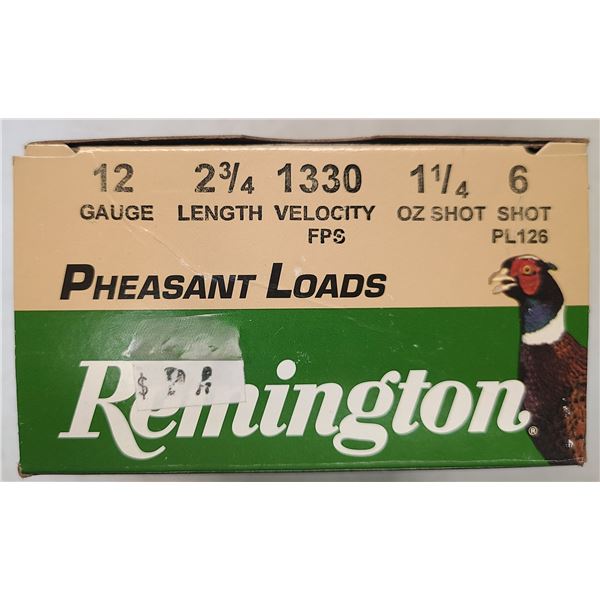 12 2¾ 1330 1¼ 6
GAUGE LENGTH VELOCITY OZ SHOT SHOT
FPS PL126
PHEASANT LOADS
$
Remington®